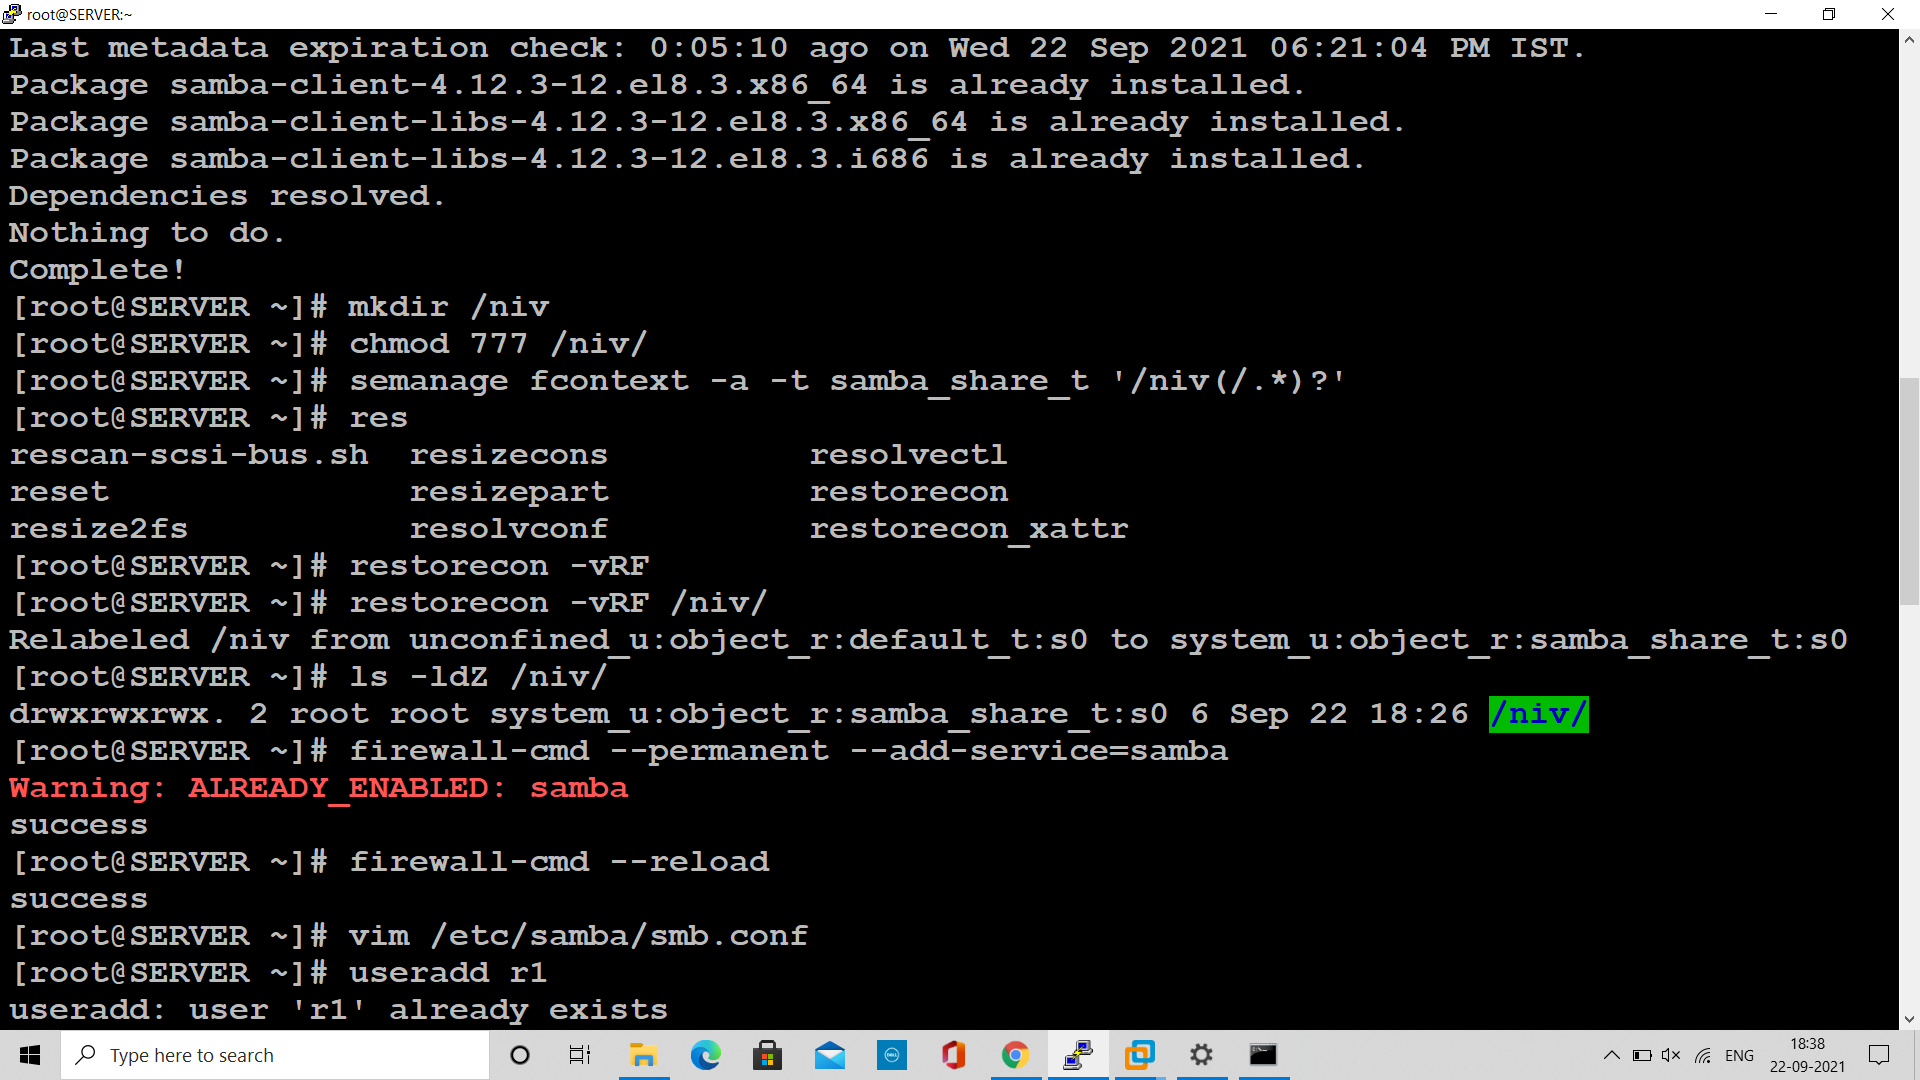 root@SERVER:~
Last metadata expiration check: 0:05:10 ago on Wed 22 Sep 2021 06:21:04 PM IST.
Package samba-client-4.12.3-12.el8.3.x86_64 is already installed.
Package samba-client-libs-4.12.3-12.el8.3.x86_64 is already installed.
Package samba-client-libs-4.12.3-12.el8.3.i686 is already installed.
Dependencies resolved.
Nothing to do.
Complete!
[root@SERVER ~]# mkdir /niv
[root@SERVER ~]# chmod 777 /niv/
[root@SERVER ~]# semanage fcontext -a -t samba_share_t '/niv(/.*)?'
[root@SERVER ~]# res
rescan-scsi-bus.sh  resizecons          resolvectl
reset               resizepart          restorecon
resize2fs           resolvconf          restorecon_xattr
[root@SERVER ~]# restorecon -vRF
[root@SERVER ~]# restorecon -vRF /niv/
Relabeled /niv from unconfined_u:object_r:default_t:s0 to system_u:object_r:samba_share_t:s0
[root@SERVER ~]# ls -ldZ /niv/
drwxrwxrwx. 2 root root system_u:object_r:samba_share_t:s0 6 Sep 22 18:26 /niv/
[root@SERVER ~]# firewall-cmd --permanent --add-service=samba
Warning: ALREADY_ENABLED: samba
success
[root@SERVER ~]# firewall-cmd --reload
success
[root@SERVER ~]# vim /etc/samba/smb.conf
[root@SERVER ~]# useradd r1
useradd: user 'r1' already exists
Type here to search
DELL
ENG
18:38
22-09-2021